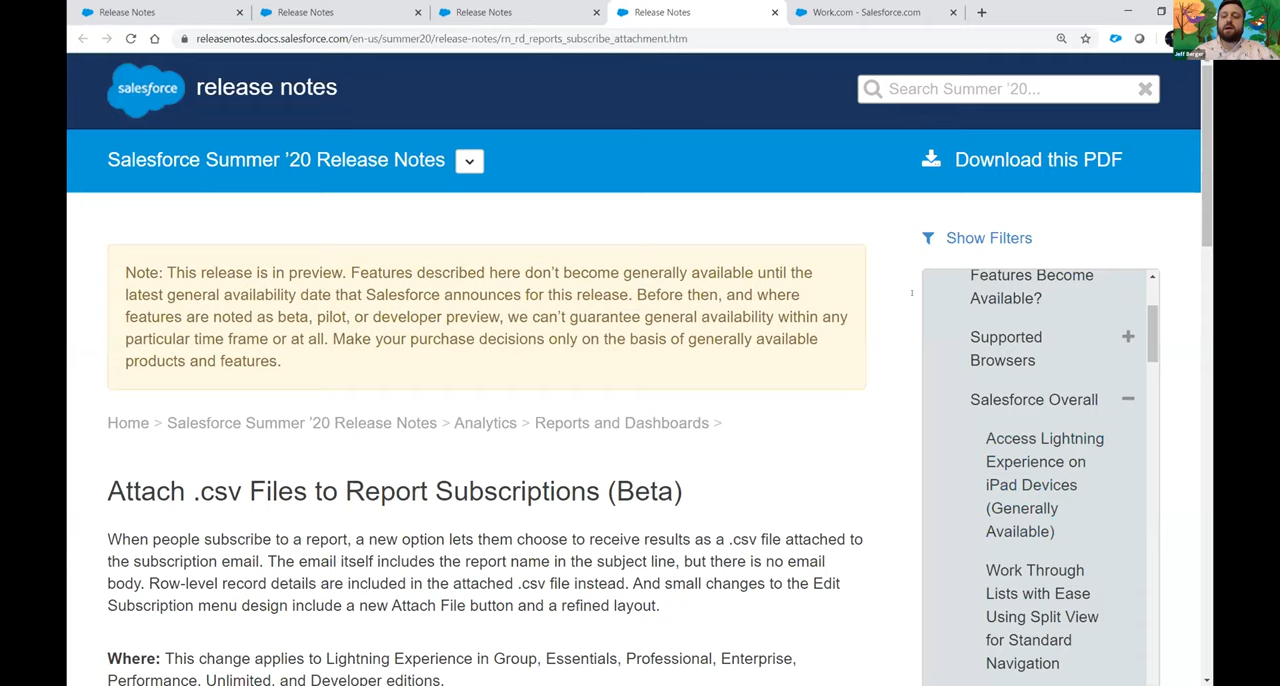 Release Notes
Release Notes
Release Notes
Release Notes
Work.com - Salesforce.com
releasenotes.docs.salesforce.com/en-us/summer20/release-notes/rn_rd_reports_subscribe_attachment.htm
Jeff Berger
salesforce
release notes
Search Summer '20...
Salesforce Summer '20 Release Notes
Download this PDF
Note: This release is in preview. Features described here don't become generally available until the
latest general availability date that Salesforce announces for this release. Before then, and where
features are noted as beta, pilot, or developer preview, we can't guarantee general availability within any
particular time frame or at all. Make your purchase decisions only on the basis of generally available
products and features.
Home > Salesforce Summer '20 Release Notes > Analytics > Reports and Dashboards >
Attach .csv Files to Report Subscriptions (Beta)
When people subscribe to a report, a new option lets them choose to receive results as a .csv file attached to
the subscription email. The email itself includes the report name in the subject line, but there is no email
body. Row-level record details are included in the attached .csv file instead. And small changes to the Edit
Subscription menu design include a new Attach File button and a refined layout.
Where: This change applies to Lightning Experience in Group, Essentials, Professional, Enterprise,
Performance, Unlimited, and Developer editions.
Show Filters
Features Become
Available?
Supported
Browsers
Salesforce Overall
Access Lightning
Experience on
iPad Devices
(Generally
Available)
Work Through
Lists with Ease
Using Split View
for Standard
Navigation